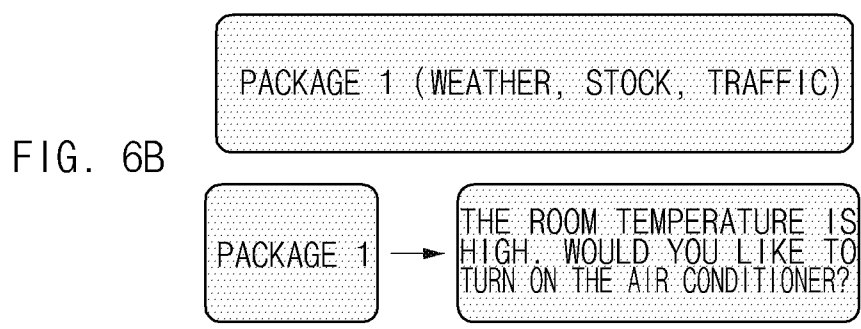 PACKAGE 1 (WEATHER, STOCK, TRAFFIC)
FIG. 6B
PACKAGE 1
THE ROOM TEMPERATURE IS
HIGH. WOULD YOU LIKE TO
TURN ON THE AIR CONDITIONER?